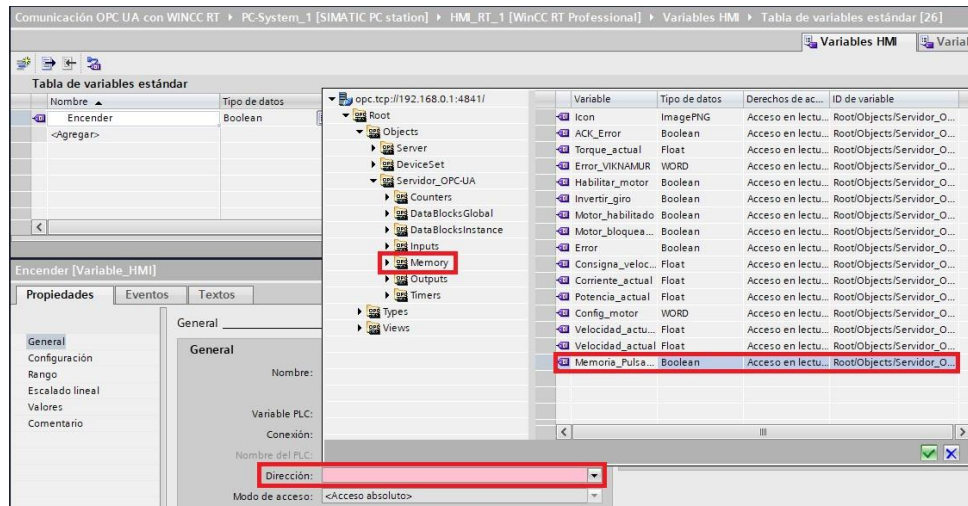 Comunicación OPC UA con WINCC RT ▸ PC-System_1 [SIMATIC PC station] ▸ HMI_RT_1 [WinCC RT Professional] ▸ Variables HMI ▸ Tabla de variables estándar [26]
Variables HMI
Tabla de variables estándar
Nombre Tipo de datos
Encender Boolean
<Agregar>
opc.tcp://192.168.0.1:4841/
Root
Objects
Server
DeviceSet
Servidor_OPC-UA
Counters
DataBlocksGlobal
DataBlocksInstance
Inputs
Memory
Outputs
Timers
Types
Views
Variable Tipo de datos Derechos de ac... ID de variable
Icon ImagePNG Acceso en lectu... Root/Objects/Servidor_O...
ACK_Error Boolean Acceso en lectu... Root/Objects/Servidor_O...
Torque_actual Float Acceso en lectu... Root/Objects/Servidor_O...
Error_VIKNAMUR WORD Acceso en lectu... Root/Objects/Servidor_O...
Habilitar_motor Boolean Acceso en lectu... Root/Objects/Servidor_O...
Invertir_giro Boolean Acceso en lectu... Root/Objects/Servidor_O...
Motor_habilitado Boolean Acceso en lectu... Root/Objects/Servidor_O...
Motor_bloquea... Boolean Acceso en lectu... Root/Objects/Servidor_O...
Error Boolean Acceso en lectu... Root/Objects/Servidor_O...
Consigna_veloc... Float Acceso en lectu... Root/Objects/Servidor_O...
Corriente_actual Float Acceso en lectu... Root/Objects/Servidor_O...
Potencia_actual Float Acceso en lectu... Root/Objects/Servidor_O...
Config_motor WORD Acceso en lectu... Root/Objects/Servidor_O...
Velocidad_actu... Float Acceso en lectu... Root/Objects/Servidor_O...
Velocidad_actual Float Acceso en lectu... Root/Objects/Servidor_O...
Memoria_Pulsa... Boolean Acceso en lectu... Root/Objects/Servidor_O...
Encender [Variable_HMI]
Propiedades Eventos Textos
General
Configuración
Rango
Escalado lineal
Valores
Comentario
General
General
Nombre:
Variable PLC:
Conexión:
Nombre del PLC:
Dirección:
Modo de acceso: <Acceso absoluto>